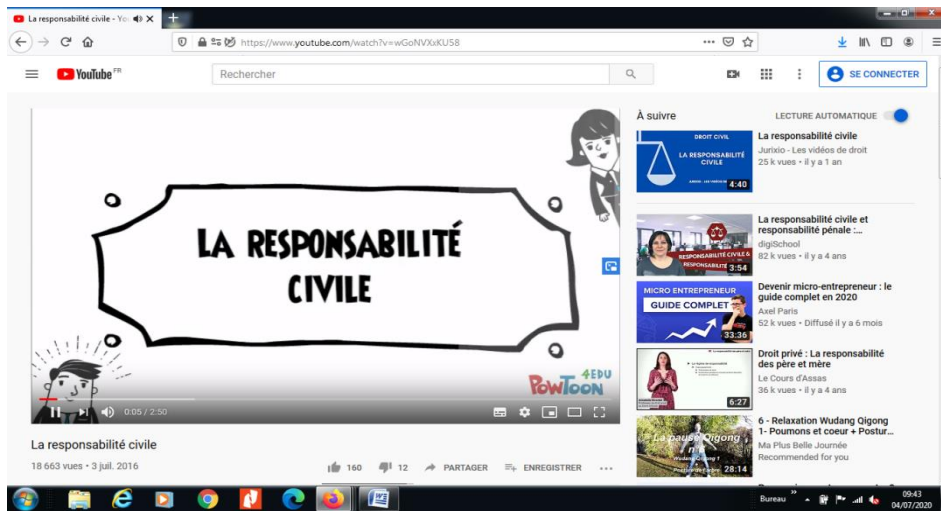 La responsabilité civile - You
https://www.youtube.com/watch?v=wGoNVXxKU58
YouTube FR
Rechercher
SE CONNECTER
LA RESPONSABILITÉ
CIVILE
4EDU
POWTOON
0:05 / 2:50
La responsabilité civile
18 663 vues • 3 juil. 2016
160
12
PARTAGER
ENREGISTRER
À suivre
LECTURE AUTOMATIQUE
DROIT CIVIL
LA RESPONSABILITÉ
CIVILE
4:40
La responsabilité civile
Jurixio - Les vidéos de droit
25 k vues • il y a 1 an
RESPONSABILITÉ CIVILE &
RESPONSABILITÉ
3:54
La responsabilité civile et
responsabilité pénale :...
digiSchool
82 k vues • il y a 4 ans
MICRO ENTREPRENEUR
GUIDE COMPLET
33:36
Devenir micro-entrepreneur : le
guide complet en 2020
Axel Paris
52 k vues • Diffusé il y a 6 mois
6:27
Droit privé : La responsabilité
des père et mère
Le Cours d'Assas
36 k vues • il y a 4 ans
La pause Qigong
n°6
Wudang Qigong 1
Posture de l'arbre
28:14
6 - Relaxation Wudang Qigong
1- Poumons et coeur + Postur...
Ma Plus Belle Journée
Recommended for you
Bureau
09:43
04/07/2020